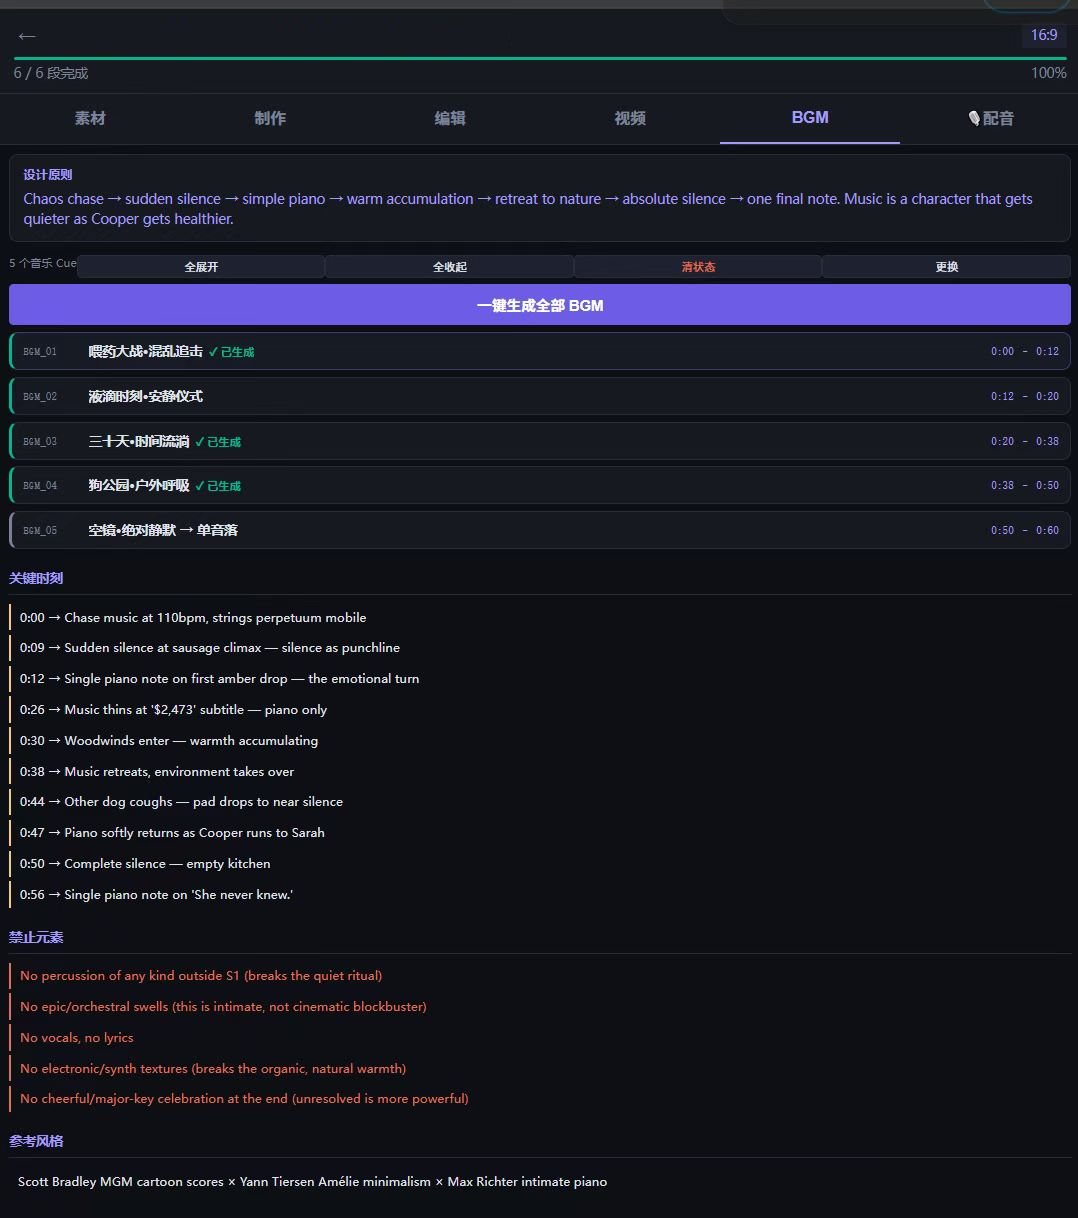 ←
16:9
6 / 6 段完成
100%
素材
制作
编辑
视频
BGM
🎙配音
设计原则
Chaos chase → sudden silence → simple piano → warm accumulation → retreat to nature → absolute silence → one final note. Music is a character that gets
quieter as Cooper gets healthier.
5 个音乐 Cue
全展开
全收起
清状态
更换
一键生成全部 BGM
BGM_01 喂药大战•混乱追击 ✓ 已生成 0:00 - 0:12
BGM_02 液滴时刻•安静仪式 0:12 - 0:20
BGM_03 三十天•时间流淌 ✓ 已生成 0:20 - 0:38
BGM_04 狗公园•户外呼吸 ✓ 已生成 0:38 - 0:50
BGM_05 空镜•绝对静默 → 单音落 0:50 - 0:60
关键时刻
0:00 → Chase music at 110bpm, strings perpetuum mobile
0:09 → Sudden silence at sausage climax — silence as punchline
0:12 → Single piano note on first amber drop — the emotional turn
0:26 → Music thins at '$2,473' subtitle — piano only
0:30 → Woodwinds enter — warmth accumulating
0:38 → Music retreats, environment takes over
0:44 → Other dog coughs — pad drops to near silence
0:47 → Piano softly returns as Cooper runs to Sarah
0:50 → Complete silence — empty kitchen
0:56 → Single piano note on 'She never knew.'
禁止元素
No percussion of any kind outside S1 (breaks the quiet ritual)
No epic/orchestral swells (this is intimate, not cinematic blockbuster)
No vocals, no lyrics
No electronic/synth textures (breaks the organic, natural warmth)
No cheerful/major-key celebration at the end (unresolved is more powerful)
参考风格
Scott Bradley MGM cartoon scores × Yann Tiersen Amélie minimalism × Max Richter intimate piano